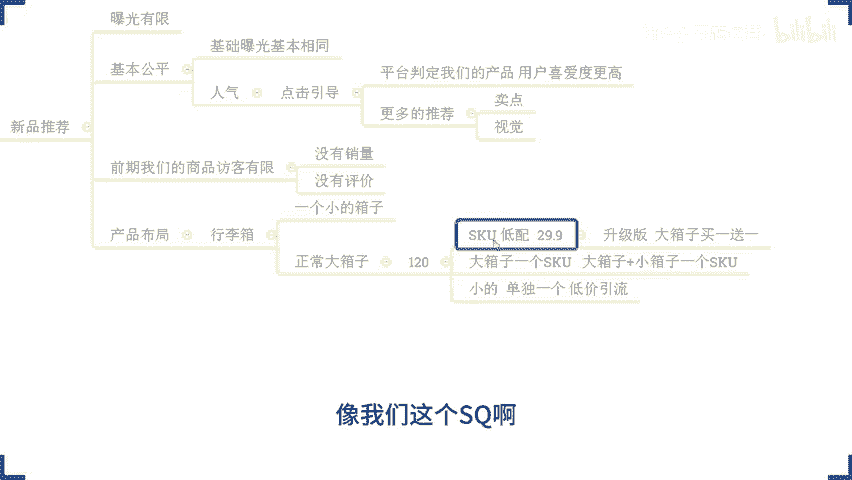 曝光有限
基础曝光基本相同
基本公平
平台判定我们的产品 用户喜爱度更高
人气
点击引导
卖点
更多的推荐
视觉
新品推荐
没有销量
前期我们的商品访客有限
没有评价
一个小的箱子
产品布局
行李箱
SKU 低配 29.9
升级版 大箱子买一送一
正常大箱子
120
大箱子一个SKU 大箱子+小箱子一个SKU
小的 单独一个 低价引流
像我们这个SQ啊
bilibili